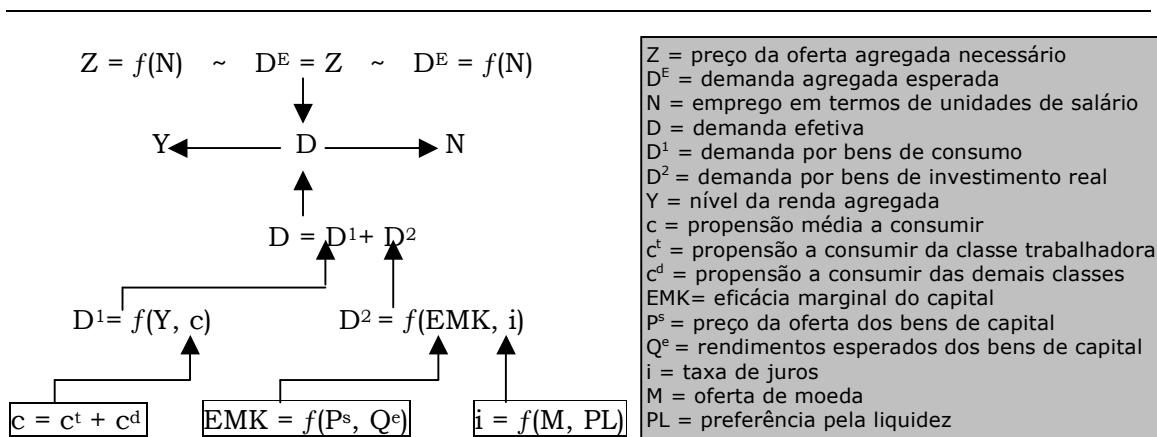 Z = f(N) ~ Dᴱ = Z ~ Dᴱ = f(N)
Y D N
D = D¹+ D²
D¹= f(Y, c) D² = f(EMK, i)
c = cᵗ + cᵈ EMK = f(Pˢ, Qᵉ) i = f(M, PL)
Z = preço da oferta agregada necessário
Dᴱ = demanda agregada esperada
N = emprego em termos de unidades de salário
D = demanda efetiva
D¹ = demanda por bens de consumo
D² = demanda por bens de investimento real
Y = nível da renda agregada
c = propensão média a consumir
cᵗ = propensão a consumir da classe trabalhadora
cᵈ = propensão a consumir das demais classes
EMK= eficácia marginal do capital
Pˢ = preço da oferta dos bens de capital
Qᵉ = rendimentos esperados dos bens de capital
i = taxa de juros
M = oferta de moeda
PL = preferência pela liquidez